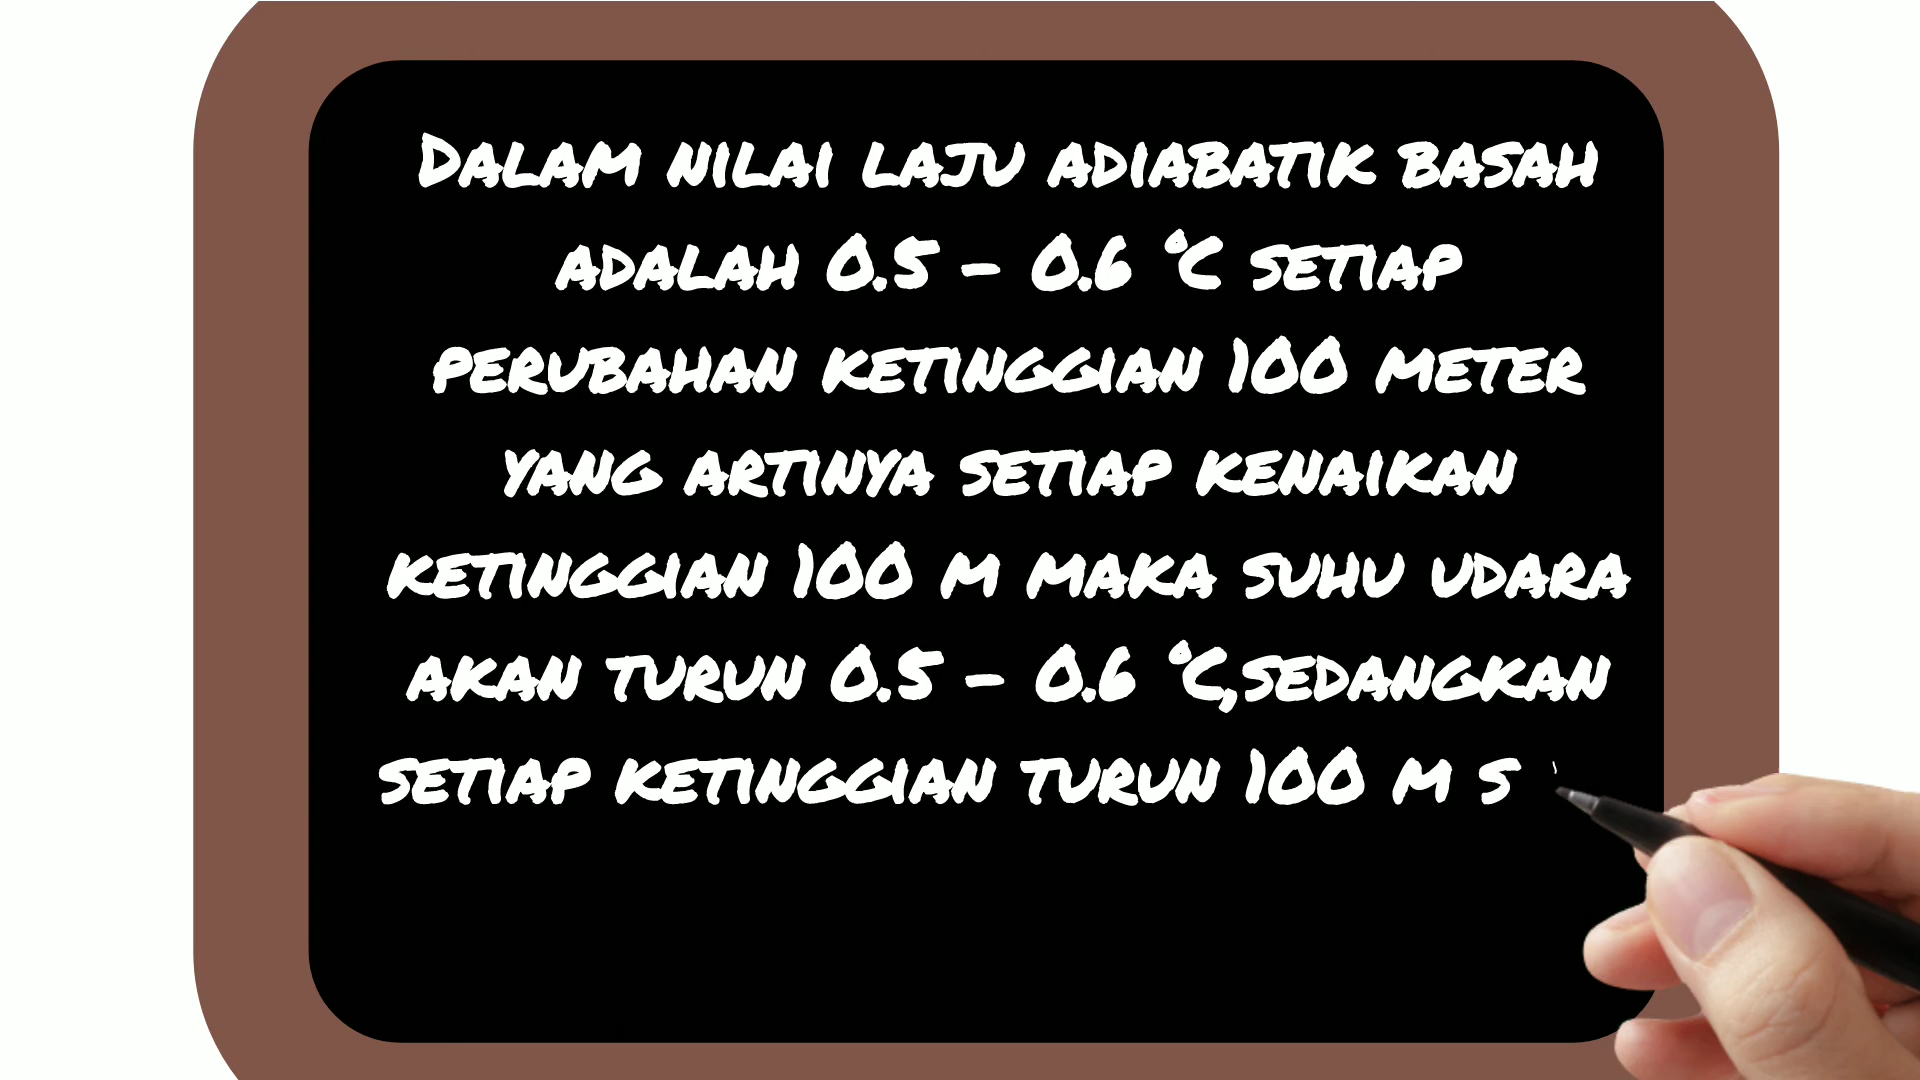 Dalam nilai laju adiabatik basah
adalah 0.5 – 0.6 °C setiap
perubahan ketinggian 100 meter
yang artinya setiap kenaikan
ketinggian 100 m maka suhu udara
akan turun 0.5 – 0.6 °C,sedangkan
setiap ketinggian turun 100 m s